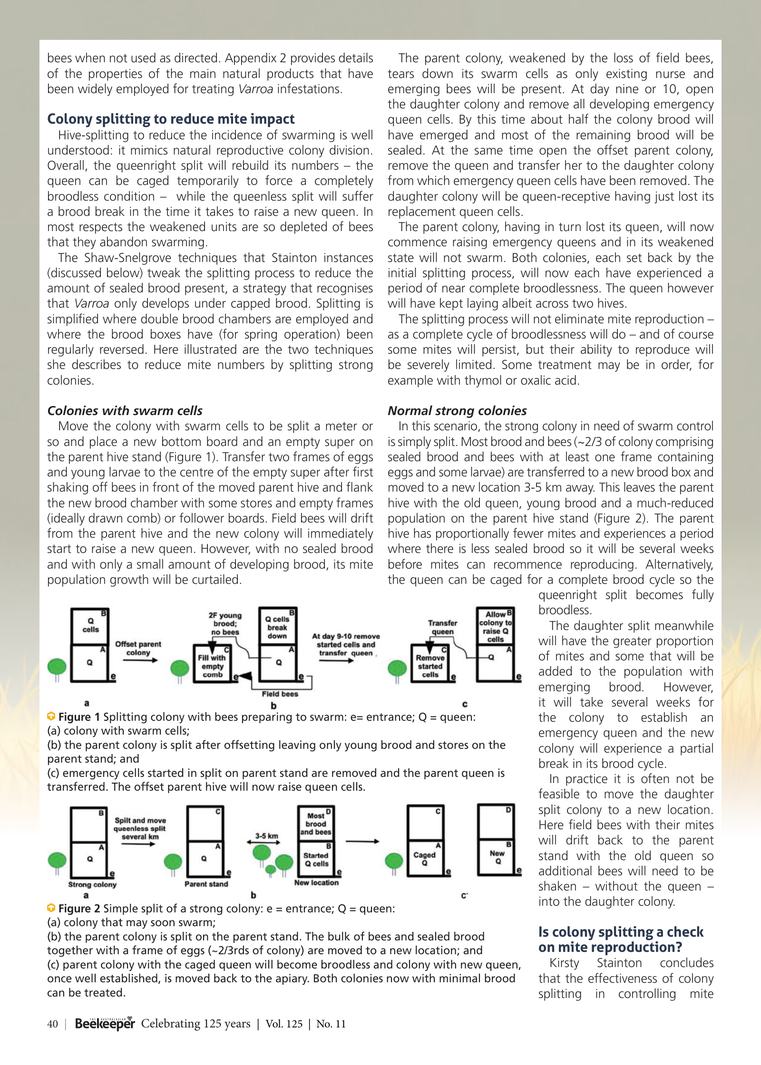 bees when not used as directed. Appendix 2 provides details
of the properties of the main natural products that have
been widely employed for treating Varroa infestations.
Colony splitting to reduce mite impact
Hive-splitting to reduce the incidence of swarming is well
understood: it mimics natural reproductive colony division.
Overall, the queenright split will rebuild its numbers – the
queen can be caged temporarily to force a completely
broodless condition – while the queenless split will suffer
a brood break in the time it takes to raise a new queen. In
most respects the weakened units are so depleted of bees
that they abandon swarming.
The Shaw-Snelgrove techniques that Stainton instances
(discussed below) tweak the splitting process to reduce the
amount of sealed brood present, a strategy that recognises
that Varroa only develops under capped brood. Splitting is
simplified where double brood chambers are employed and
where the brood boxes have (for spring operation) been
regularly reversed. Here illustrated are the two techniques
she describes to reduce mite numbers by splitting strong
colonies.
Colonies with swarm cells
Move the colony with swarm cells to be split a meter or
so and place a new bottom board and an empty super on
the parent hive stand (Figure 1). Transfer two frames of eggs
and young larvae to the centre of the empty super after first
shaking off bees in front of the moved parent hive and flank
the new brood chamber with some stores and empty frames
(ideally drawn comb) or follower boards. Field bees will drift
from the parent hive and the new colony will immediately
start to raise a new queen. However, with no sealed brood
and with only a small amount of developing brood, its mite
population growth will be curtailed.
The parent colony, weakened by the loss of field bees,
tears down its swarm cells as only existing nurse and
emerging bees will be present. At day nine or 10, open
the daughter colony and remove all developing emergency
queen cells. By this time about half the colony brood will
have emerged and most of the remaining brood will be
sealed. At the same time open the offset parent colony,
remove the queen and transfer her to the daughter colony
from which emergency queen cells have been removed. The
daughter colony will be queen-receptive having just lost its
replacement queen cells.
The parent colony, having in turn lost its queen, will now
commence raising emergency queens and in its weakened
state will not swarm. Both colonies, each set back by the
initial splitting process, will now each have experienced a
period of near complete broodlessness. The queen however
will have kept laying albeit across two hives.
The splitting process will not eliminate mite reproduction –
as a complete cycle of broodlessness will do – and of course
some mites will persist, but their ability to reproduce will
be severely limited. Some treatment may be in order, for
example with thymol or oxalic acid.
Normal strong colonies
In this scenario, the strong colony in need of swarm control
is simply split. Most brood and bees (~2/3 of colony comprising
sealed brood and bees with at least one frame containing
eggs and some larvae) are transferred to a new brood box and
moved to a new location 3-5 km away. This leaves the parent
hive with the old queen, young brood and a much-reduced
population on the parent hive stand (Figure 2). The parent
hive has proportionally fewer mites and experiences a period
where there is less sealed brood so it will be several weeks
before mites can recommence reproducing. Alternatively,
the queen can be caged for a complete brood cycle so the
queenright split becomes fully
broodless.
The daughter split meanwhile
will have the greater proportion
of mites and some that will be
added to the population with
emerging brood. However,
it will take several weeks for
the colony to establish an
emergency queen and the new
colony will experience a partial
break in its brood cycle.
In practice it is often not be
feasible to move the daughter
split colony to a new location.
Here field bees with their mites
will drift back to the parent
stand with the old queen so
additional bees will need to be
shaken – without the queen –
into the daughter colony.
Is colony splitting a check
on mite reproduction?
Kirsty Stainton concludes
that the effectiveness of colony
splitting in controlling mite
B
Q
cells
A
Q
e
a
Offset parent
colony
2F young
brood;
no bees
C
Fill with
empty
comb
e
B
Q cells
break
down
A
Q
e
Field bees
b
At day 9-10 remove
started cells and
transfer queen
Transfer
queen
C
Remove
started
cells
e
B
Allow
colony to
raise Q
cells
A
Q
e
c
Figure 1 Splitting colony with bees preparing to swarm: e= entrance; Q = queen:
(a) colony with swarm cells;
(b) the parent colony is split after offsetting leaving only young brood and stores on the
parent stand; and
(c) emergency cells started in split on parent stand are removed and the parent queen is
transferred. The offset parent hive will now raise queen cells.
B
A
Q
e
Strong colony
a
Split and move
queenless split
several km
C
A
Q
e
Parent stand
b
3-5 km
D
Most
brood
and bees
B
Started
Q cells
e
New location
C
A
Caged
Q
e
c
D
B
New
Q
e
Figure 2 Simple split of a strong colony: e = entrance; Q = queen:
(a) colony that may soon swarm;
(b) the parent colony is split on the parent stand. The bulk of bees and sealed brood
together with a frame of eggs (~2/3rds of colony) are moved to a new location; and
(c) parent colony with the caged queen will become broodless and colony with new queen,
once well established, is moved back to the apiary. Both colonies now with minimal brood
can be treated.
40 | Beekeeper Celebrating 125 years | Vol. 125 | No. 11